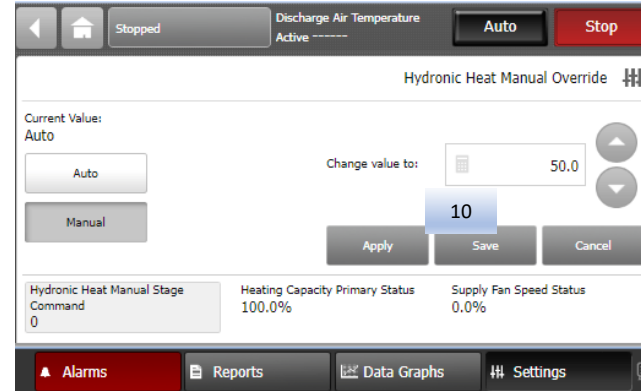 Stopped
Discharge Air Temperature
Active ------
Auto
Stop
Hydronic Heat Manual Override
Current Value:
Auto
Auto
Change value to:
50.0
Manual
10
Apply
Save
Cancel
Hydronic Heat Manual Stage
Command
0
Heating Capacity Primary Status
100.0%
Supply Fan Speed Status
0.0%
Alarms
Reports
Data Graphs
Settings